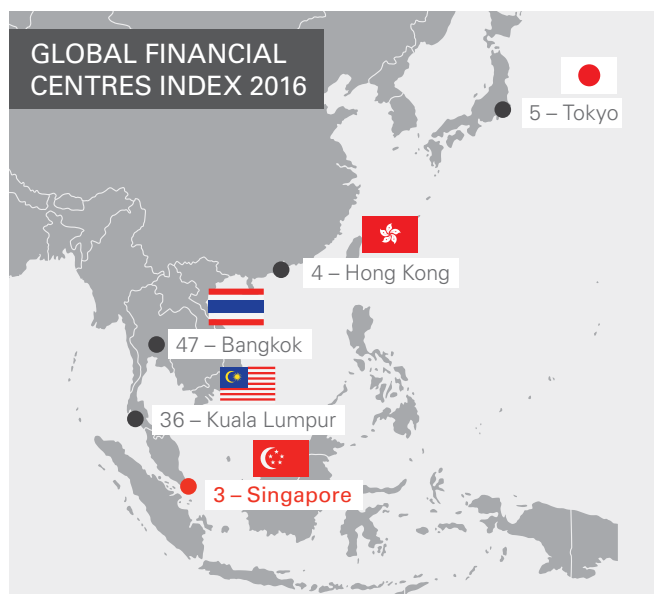 GLOBAL FINANCIAL
CENTRES INDEX 2016
5 – Tokyo
4 – Hong Kong
47 – Bangkok
36 – Kuala Lumpur
3 – Singapore